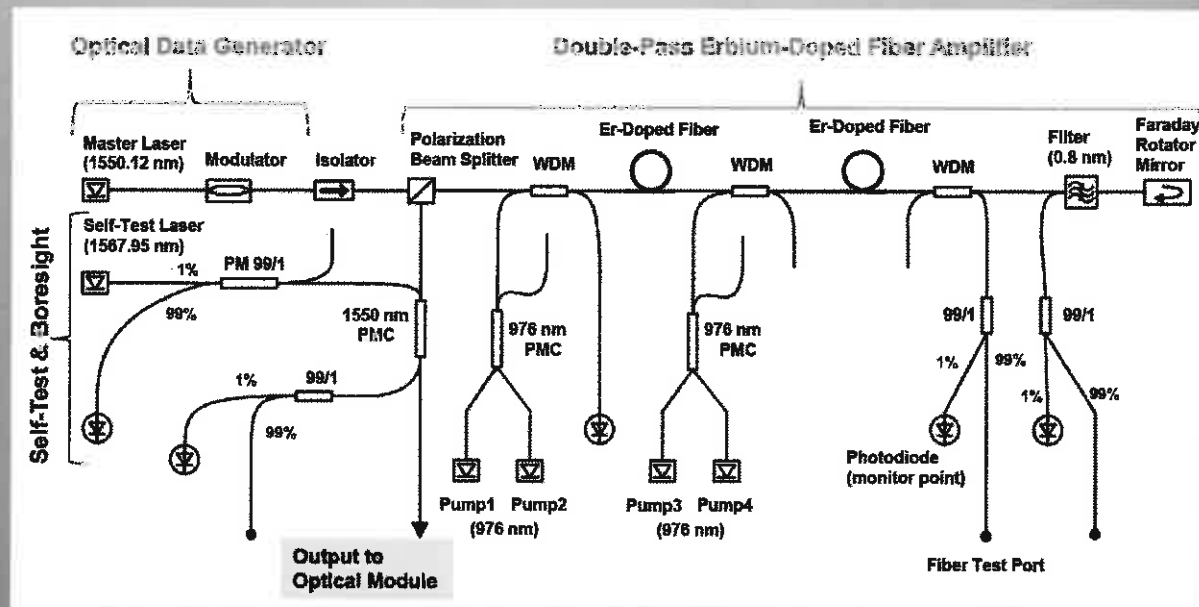 Optical Data Generator
Double-Pass Erbium-Doped Fiber Amplifier
Master Laser
(1550.12 nm)
Modulator
Isolator
Polarization
Beam Splitter
WDM
Er-Doped Fiber
WDM
Er-Doped Fiber
WDM
Filter
(0.8 nm)
Faraday
Rotator
Mirror
Self-Test & Boresight
Self-Test Laser
(1567.95 nm)
1%
PM 99/1
99%
1550 nm
PMC
976 nm
PMC
976 nm
PMC
99/1
99/1
1%
99%
1%
99%
1%
99/1
99%
Pump1
Pump2
(976 nm)
Pump3
Pump4
(976 nm)
Photodiode
(monitor point)
Output to
Optical Module
Fiber Test Port